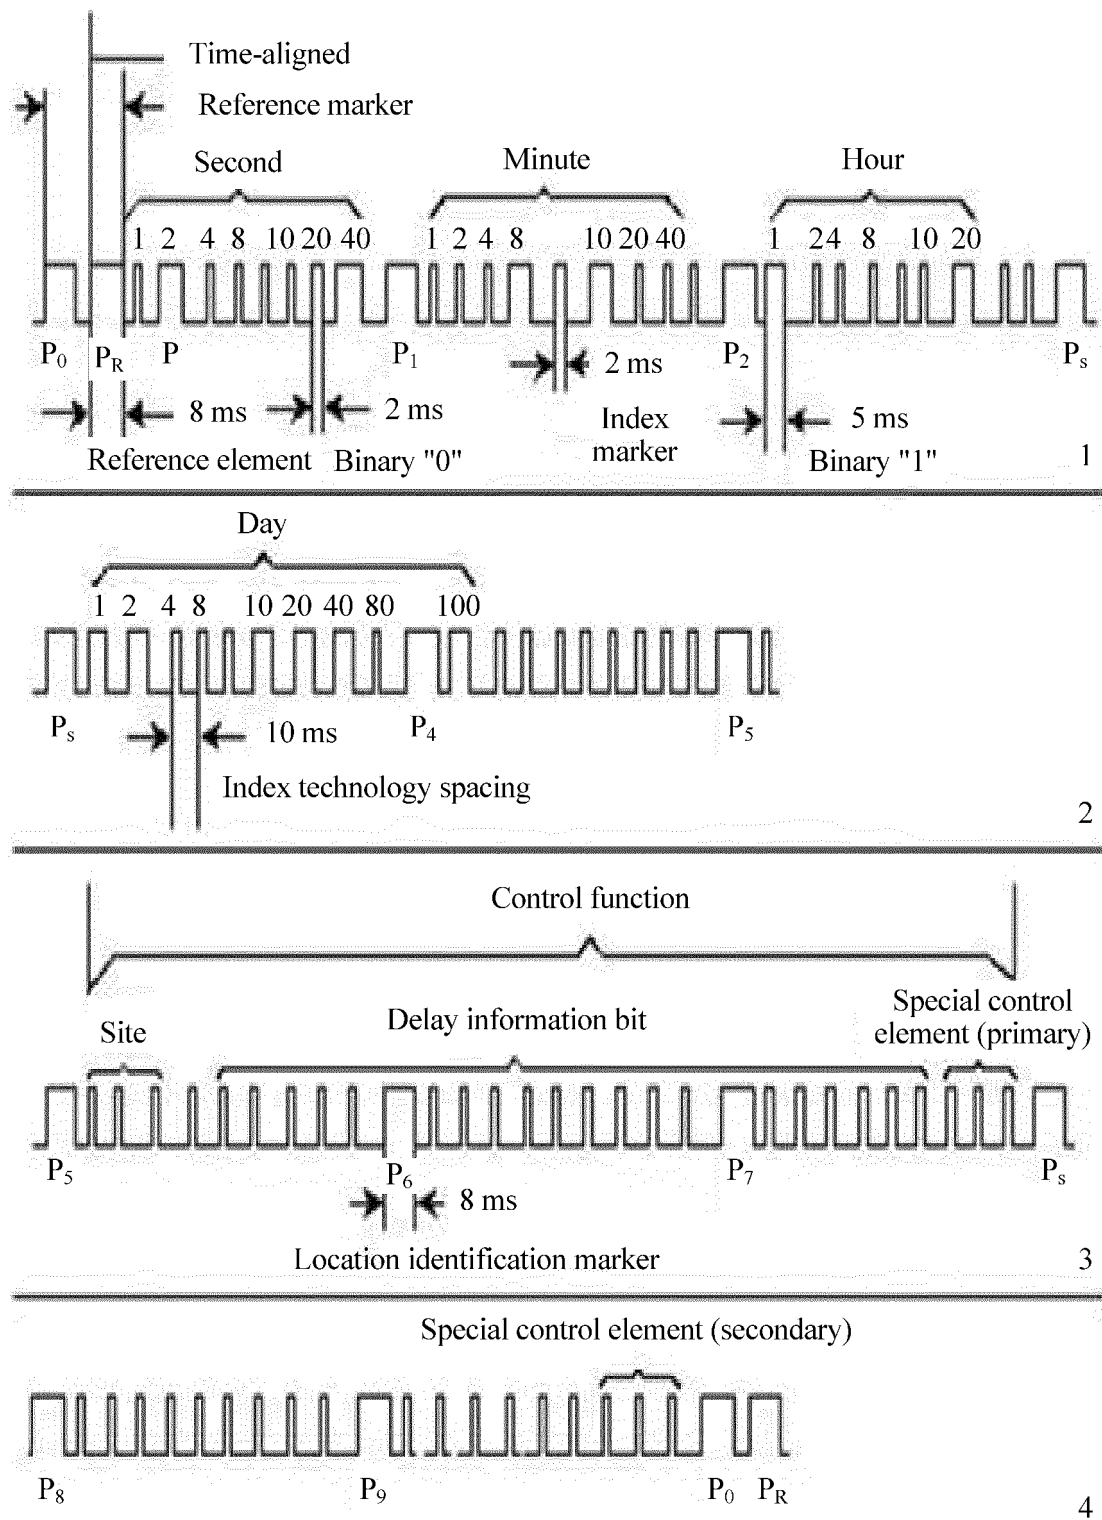 Time-aligned
Reference marker
Second
Minute
Hour
1 2 4 8 10 20 40
1 2 4 8 10 20 40
1 24 8 10 20
P0 PR P P1 P2 Ps
8 ms
2 ms
2 ms
5 ms
Reference element
Binary "0"
Index
marker
Binary "1"
1
Day
1 2 4 8 10 20 40 80 100
Ps P4 P5
10 ms
Index technology spacing
2
Control function
Site
Delay information bit
Special control
element (primary)
P5 P6 P7 Ps
8 ms
Location identification marker
3
Special control element (secondary)
P8 P9 P0 PR
4